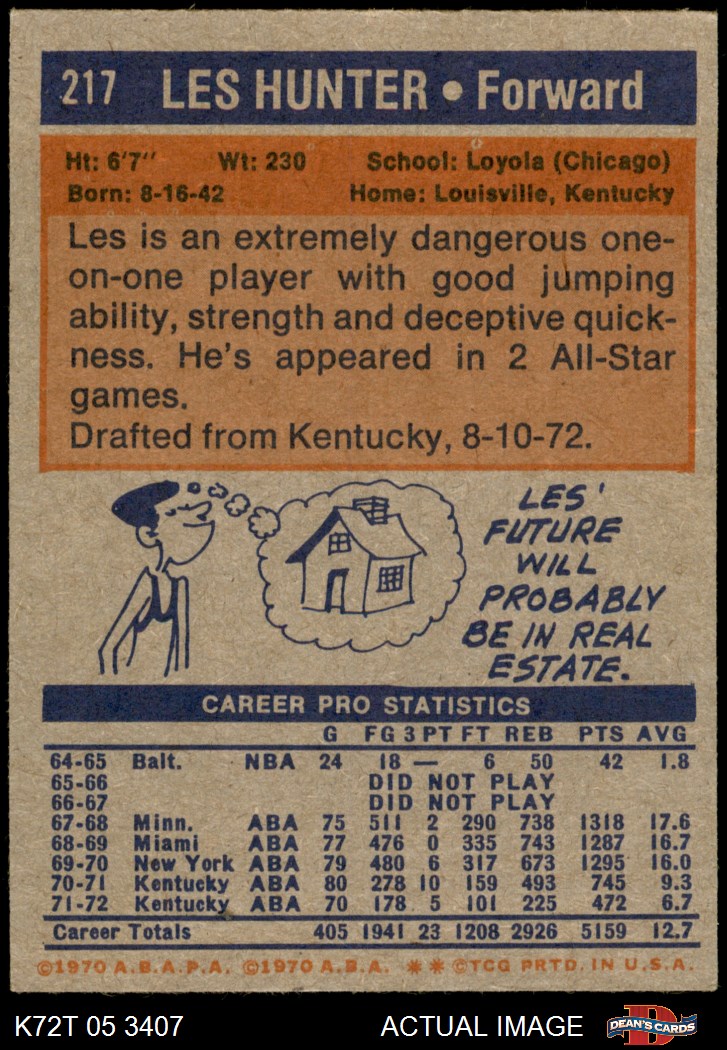 217 LES HUNTER • Forward
Ht: 6'7" Wt: 230 School: Loyola (Chicago)
Born: 8-16-42 Home: Louisville, Kentucky
Les is an extremely dangerous one-
on-one player with good jumping
ability, strength and deceptive quick-
ness. He's appeared in 2 All-Star
games.
Drafted from Kentucky, 8-10-72.
LES'
FUTURE
WILL
PROBABLY
BE IN REAL
ESTATE.
CAREER PRO STATISTICS
G FG 3 PT FT REB PTS AVG
64-65 Balt. NBA 24 18 — 6 50 42 1.8
65-66 DID NOT PLAY
66-67 DID NOT PLAY
67-68 Minn. ABA 75 511 2 290 738 1318 17.6
68-69 Miami ABA 77 476 0 335 743 1287 16.7
69-70 New York ABA 79 480 6 317 673 1295 16.0
70-71 Kentucky ABA 80 278 10 159 493 745 9.3
71-72 Kentucky ABA 70 178 5 101 225 472 6.7
Career Totals 405 1941 23 1208 2926 5159 12.7
©1970 A.B.A.P.A. ©1970 A.B.A. ** ©TCG PRTD. IN U.S.A.
K72T 05 3407 ACTUAL IMAGE D DEAN'S CARDS